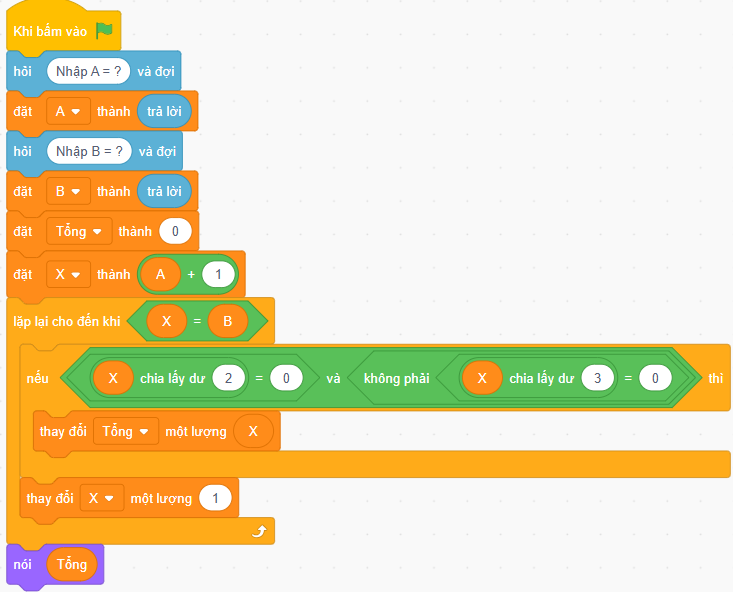 Khi bấm vào
hỏi Nhập A = ? và đợi
đặt A thành trả lời
hỏi Nhập B = ? và đợi
đặt B thành trả lời
đặt Tổng thành 0
đặt X thành A + 1
lặp lại cho đến khi X = B
nếu X chia lấy dư 2 = 0 và không phải X chia lấy dư 3 = 0 thì
thay đổi Tổng một lượng X
thay đổi X một lượng 1
nói Tổng